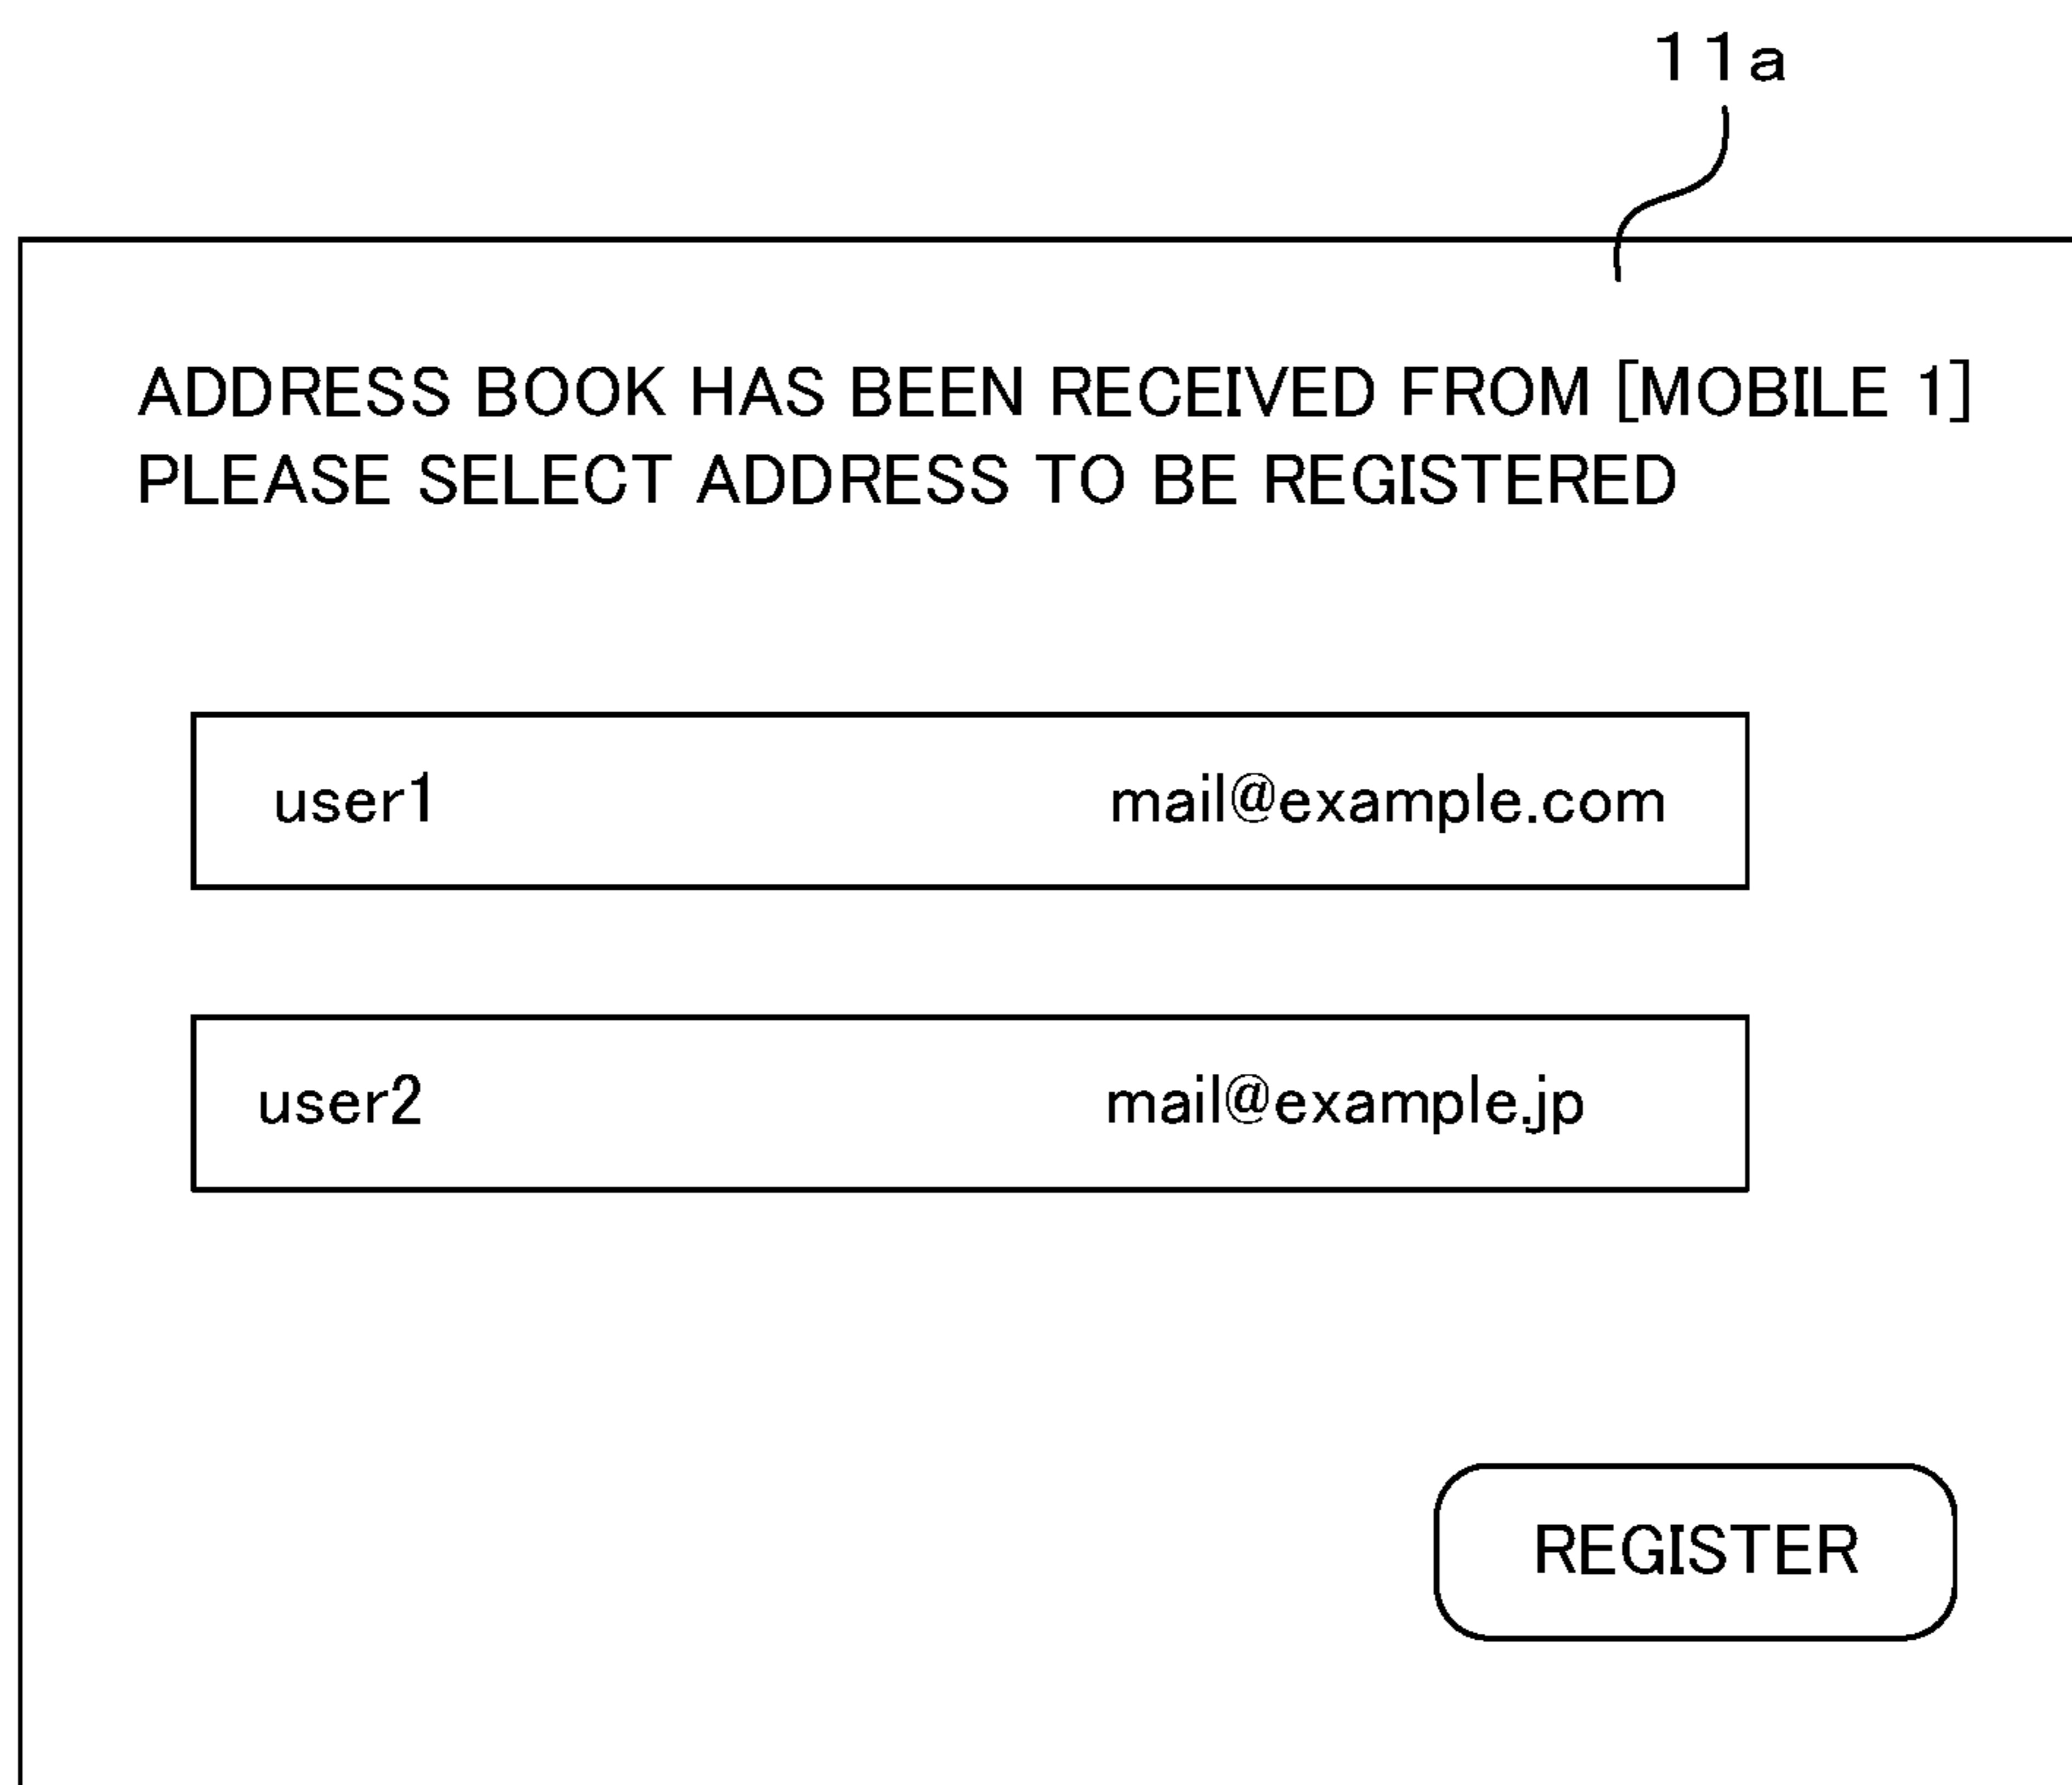 11a
ADDRESS BOOK HAS BEEN RECEIVED FROM [MOBILE 1]
PLEASE SELECT ADDRESS TO BE REGISTERED
user1 mail@example.com
user2 mail@example.jp
REGISTER